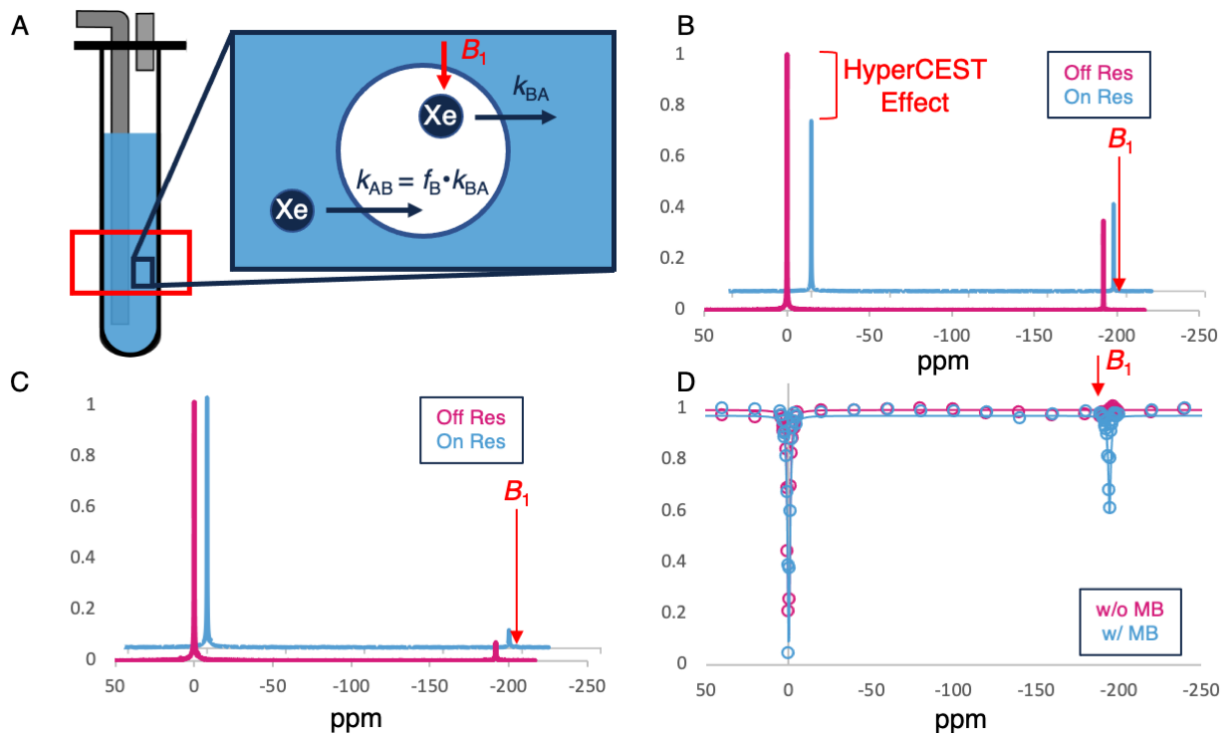 A
B1
kBA
Xe
kAB = fB•kBA
Xe
B
1
0.8
0.6
0.4
0.2
0
HyperCEST
Effect
Off Res
On Res
B1
50
0
-50
-100
-150
-200
-250
ppm
C
1
0.8
0.6
0.4
0.2
0
Off Res
On Res
B1
50
0
-50
-100
-150
-200
-250
ppm
D
B1
1
0.8
0.6
0.4
0.2
0
w/o MB
w/ MB
50
0
-50
-100
-150
-200
-250
ppm